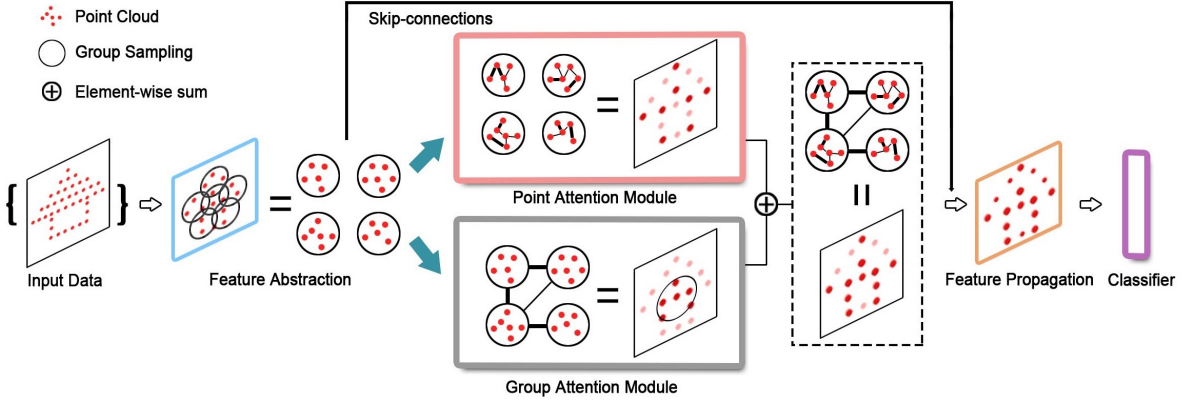 Point Cloud
Skip-connections
Group Sampling
Element-wise sum
Point Attention Module
{ }
Input Data
Feature Abstraction
Feature Propagation
Classifier
Group Attention Module